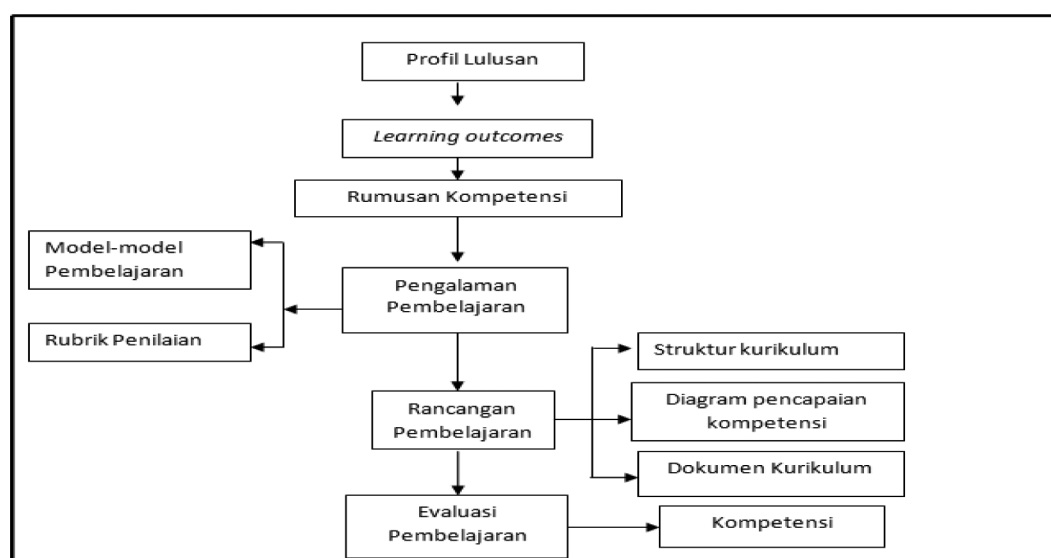 Profil Lulusan
Learning outcomes
Rumusan Kompetensi
Model-model
Pembelajaran
Pengalaman
Pembelajaran
Rubrik Penilaian
Struktur kurikulum
Rancangan
Pembelajaran
Diagram pencapaian
kompetensi
Dokumen Kurikulum
Evaluasi
Pembelajaran
Kompetensi